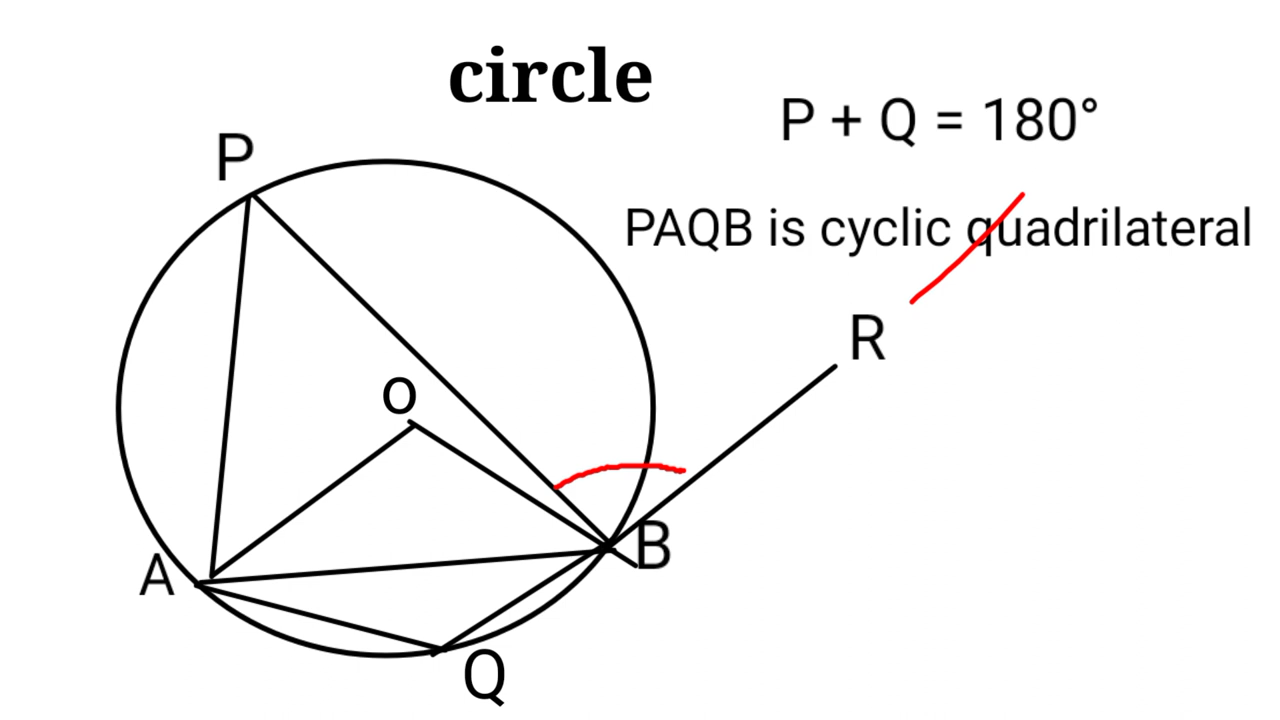 circle
P + Q = 180°
P
PAQB is cyclic quadrilateral
R
O
B
A
Q